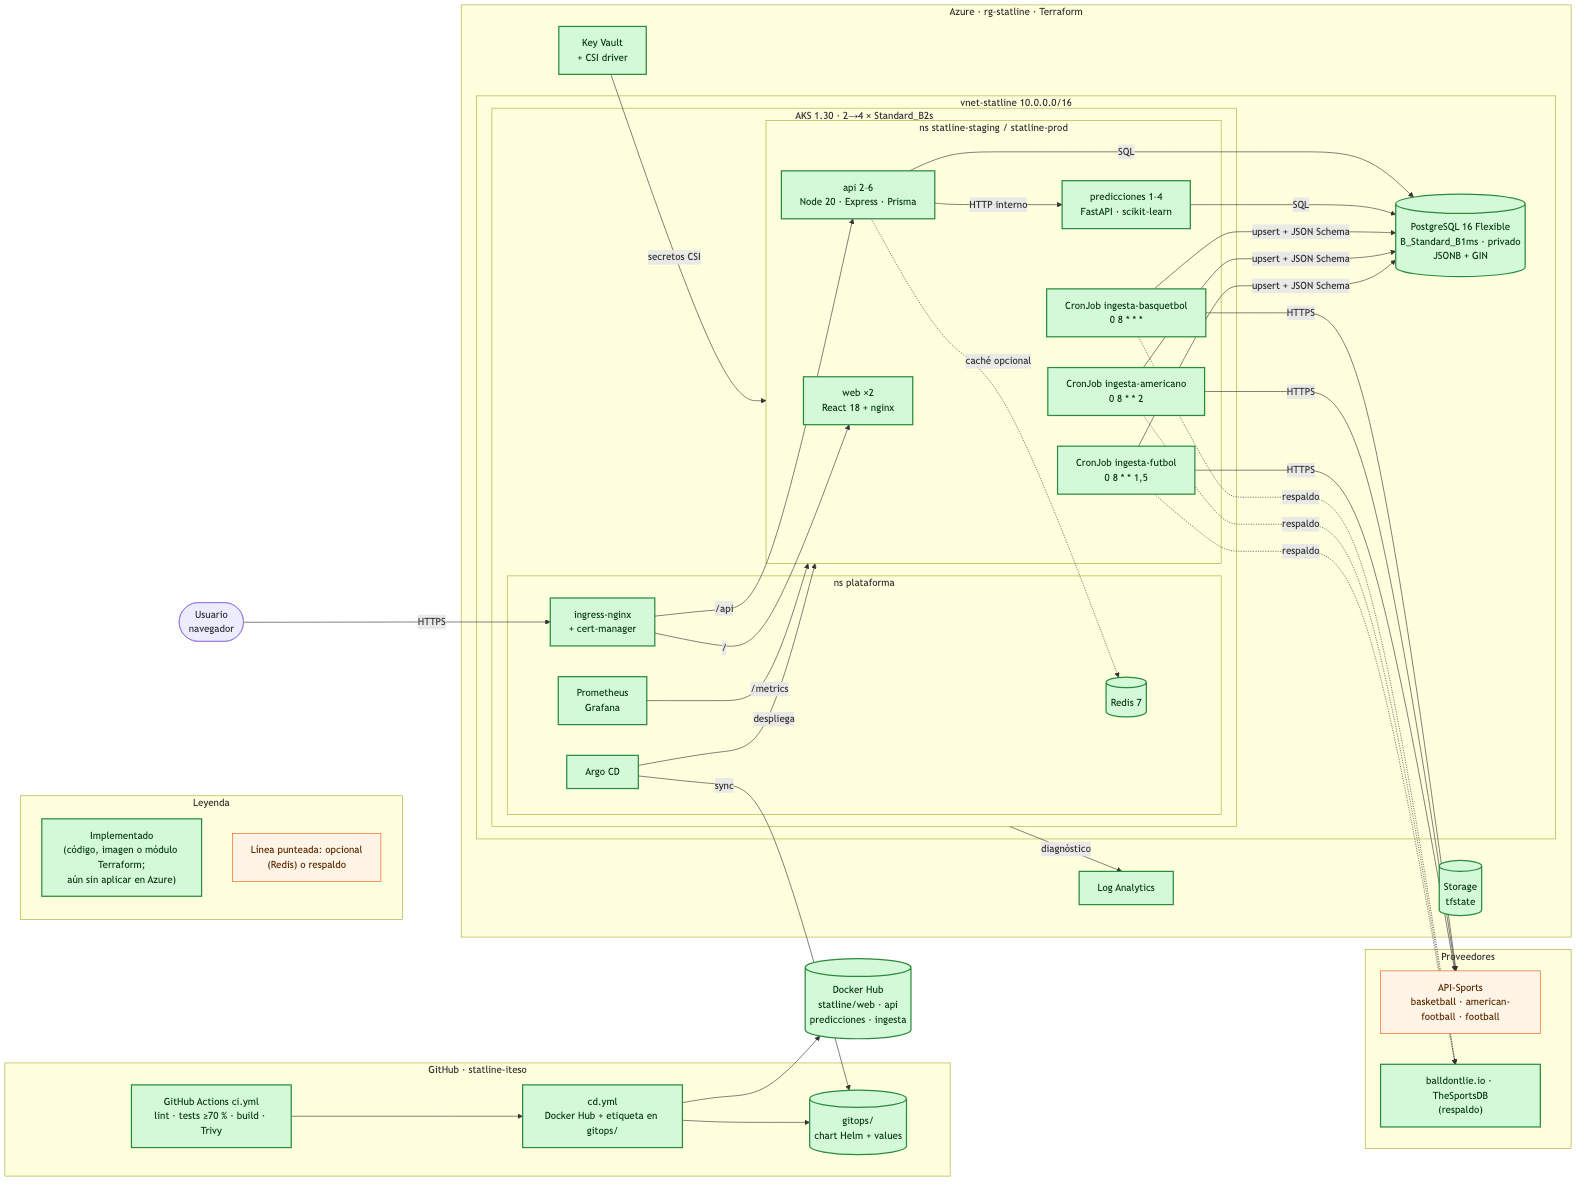 Azure · rg-statline · Terraform
Key Vault
+ CSI driver
vnet-statline 10.0.0.0/16
AKS 1.30 · 2→4 × Standard_B2s
ns statline-staging / statline-prod
SQL
api 2-6
Node 20 · Express · Prisma
HTTP interno
predicciones 1-4
FastAPI · scikit-learn
SQL
PostgreSQL 16 Flexible
B_Standard_B1ms · privado
JSONB + GIN
upsert + JSON Schema
upsert + JSON Schema
upsert + JSON Schema
secretos CSI
CronJob ingesta-basquetbol
0 8 * * *
HTTPS
caché opcional
CronJob ingesta-americano
0 8 * * 2
HTTPS
web ×2
React 18 + nginx
CronJob ingesta-futbol
0 8 * * 1,5
HTTPS
respaldo
respaldo
respaldo
ns plataforma
Usuario
navegador
HTTPS
ingress-nginx
+ cert-manager
/api
/
Prometheus
Grafana
/metrics
despliega
Redis 7
Argo CD
sync
Leyenda
Implementado
(código, imagen o módulo
Terraform;
aún sin aplicar en Azure)
Línea punteada: opcional
(Redis) o respaldo
diagnóstico
Log Analytics
Storage
tfstate
Docker Hub
statline/web · api
predicciones · ingesta
Proveedores
API-Sports
basketball · american-
football · football
balldontlie.io ·
TheSportsDB
(respaldo)
GitHub · statline-iteso
GitHub Actions ci.yml
lint · tests ≥70 % · build ·
Trivy
cd.yml
Docker Hub + etiqueta en
gitops/
gitops/
chart Helm + values